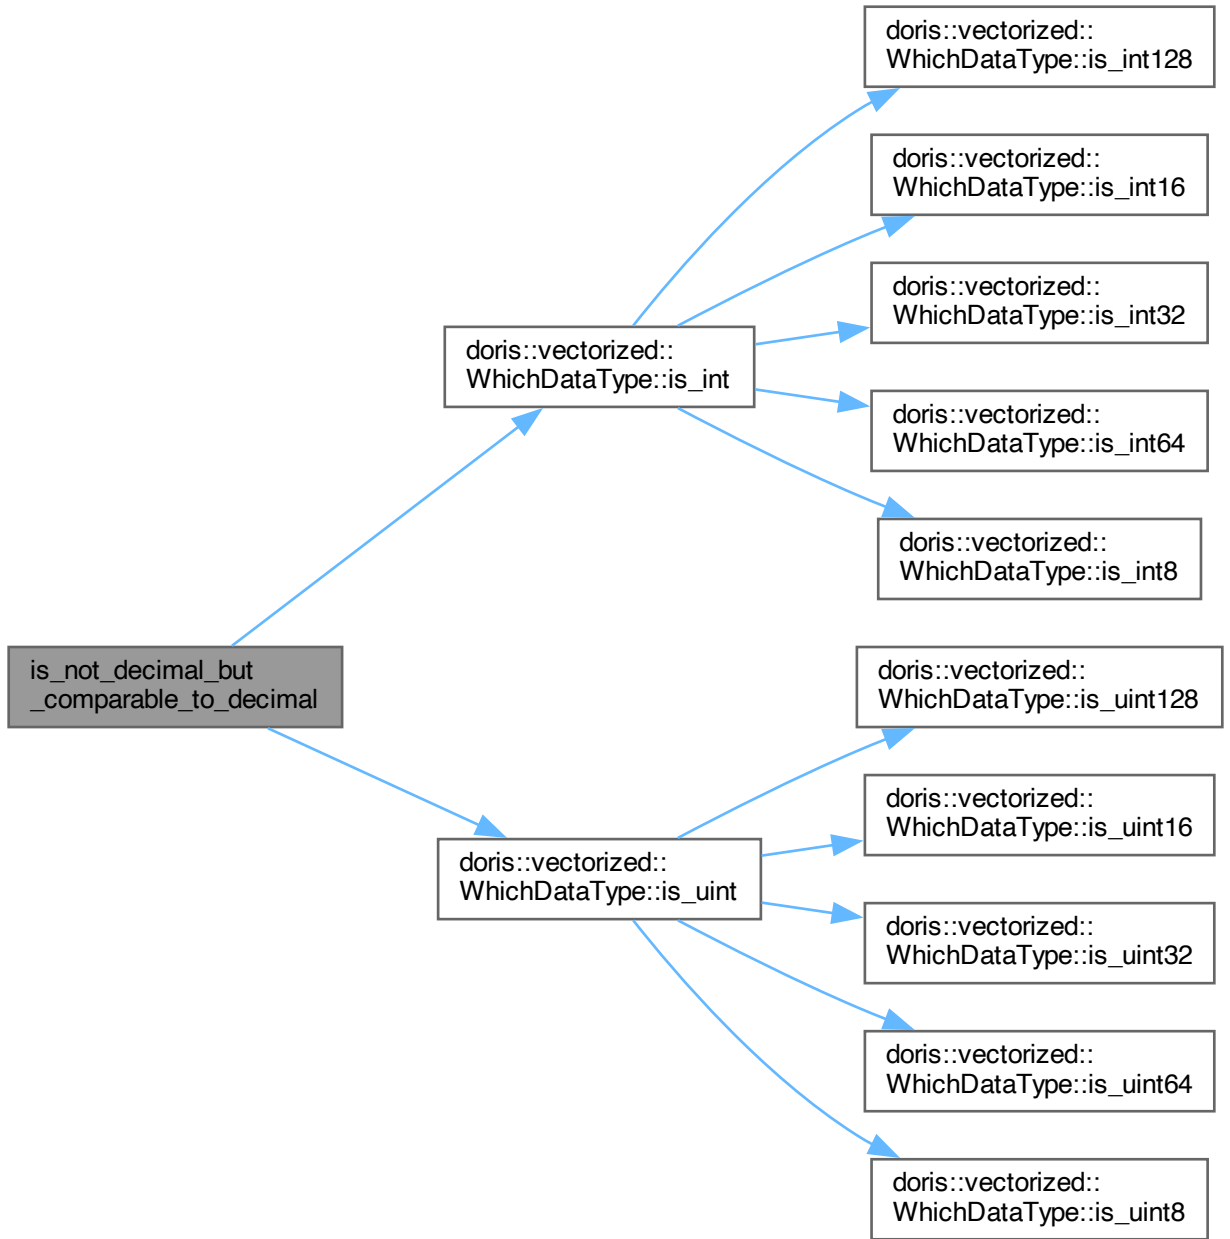 doris::vectorized::
WhichDataType::is_int128
doris::vectorized::
WhichDataType::is_int16
doris::vectorized::
WhichDataType::is_int32
doris::vectorized::
WhichDataType::is_int
doris::vectorized::
WhichDataType::is_int64
doris::vectorized::
WhichDataType::is_int8
is_not_decimal_but
_comparable_to_decimal
doris::vectorized::
WhichDataType::is_uint128
doris::vectorized::
WhichDataType::is_uint16
doris::vectorized::
WhichDataType::is_uint
doris::vectorized::
WhichDataType::is_uint32
doris::vectorized::
WhichDataType::is_uint64
doris::vectorized::
WhichDataType::is_uint8